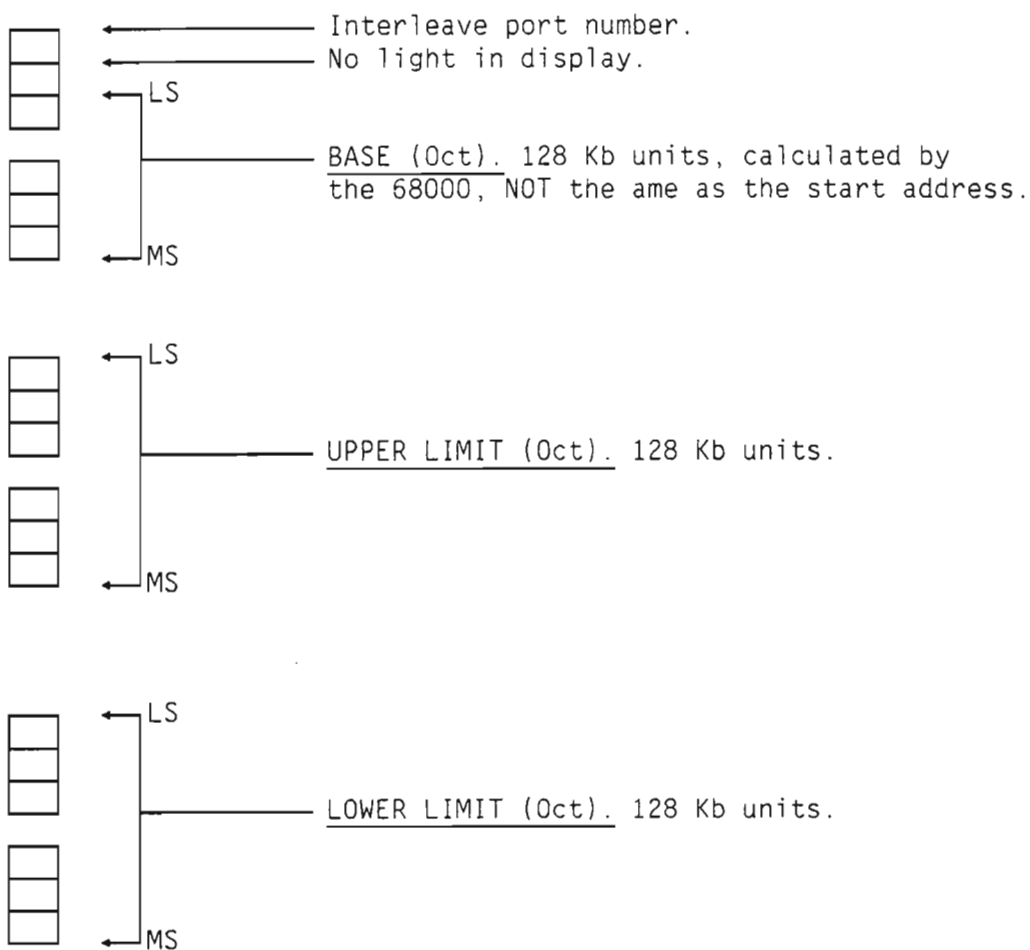 Interleave port number.
No light in display.
LS
BASE (Oct). 128 Kb units, calculated by
the 68000, NOT the ame as the start address.
MS
LS
UPPER LIMIT (Oct). 128 Kb units.
MS
LS
LOWER LIMIT (Oct). 128 Kb units.
MS